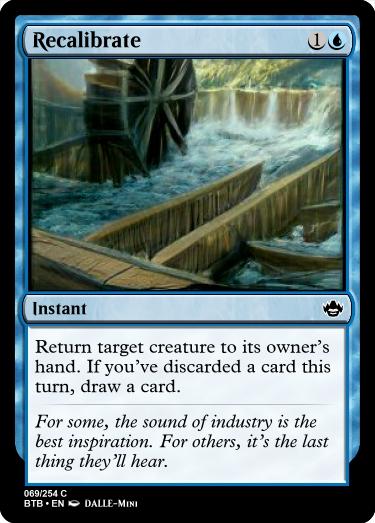 Recalibrate 1
Instant
Return target creature to its owner's
hand. If you've discarded a card this
turn, draw a card.
For some, the sound of industry is the
best inspiration. For others, it's the last
thing they'll hear.
069/254 C
BTB • EN DALLE-Mini